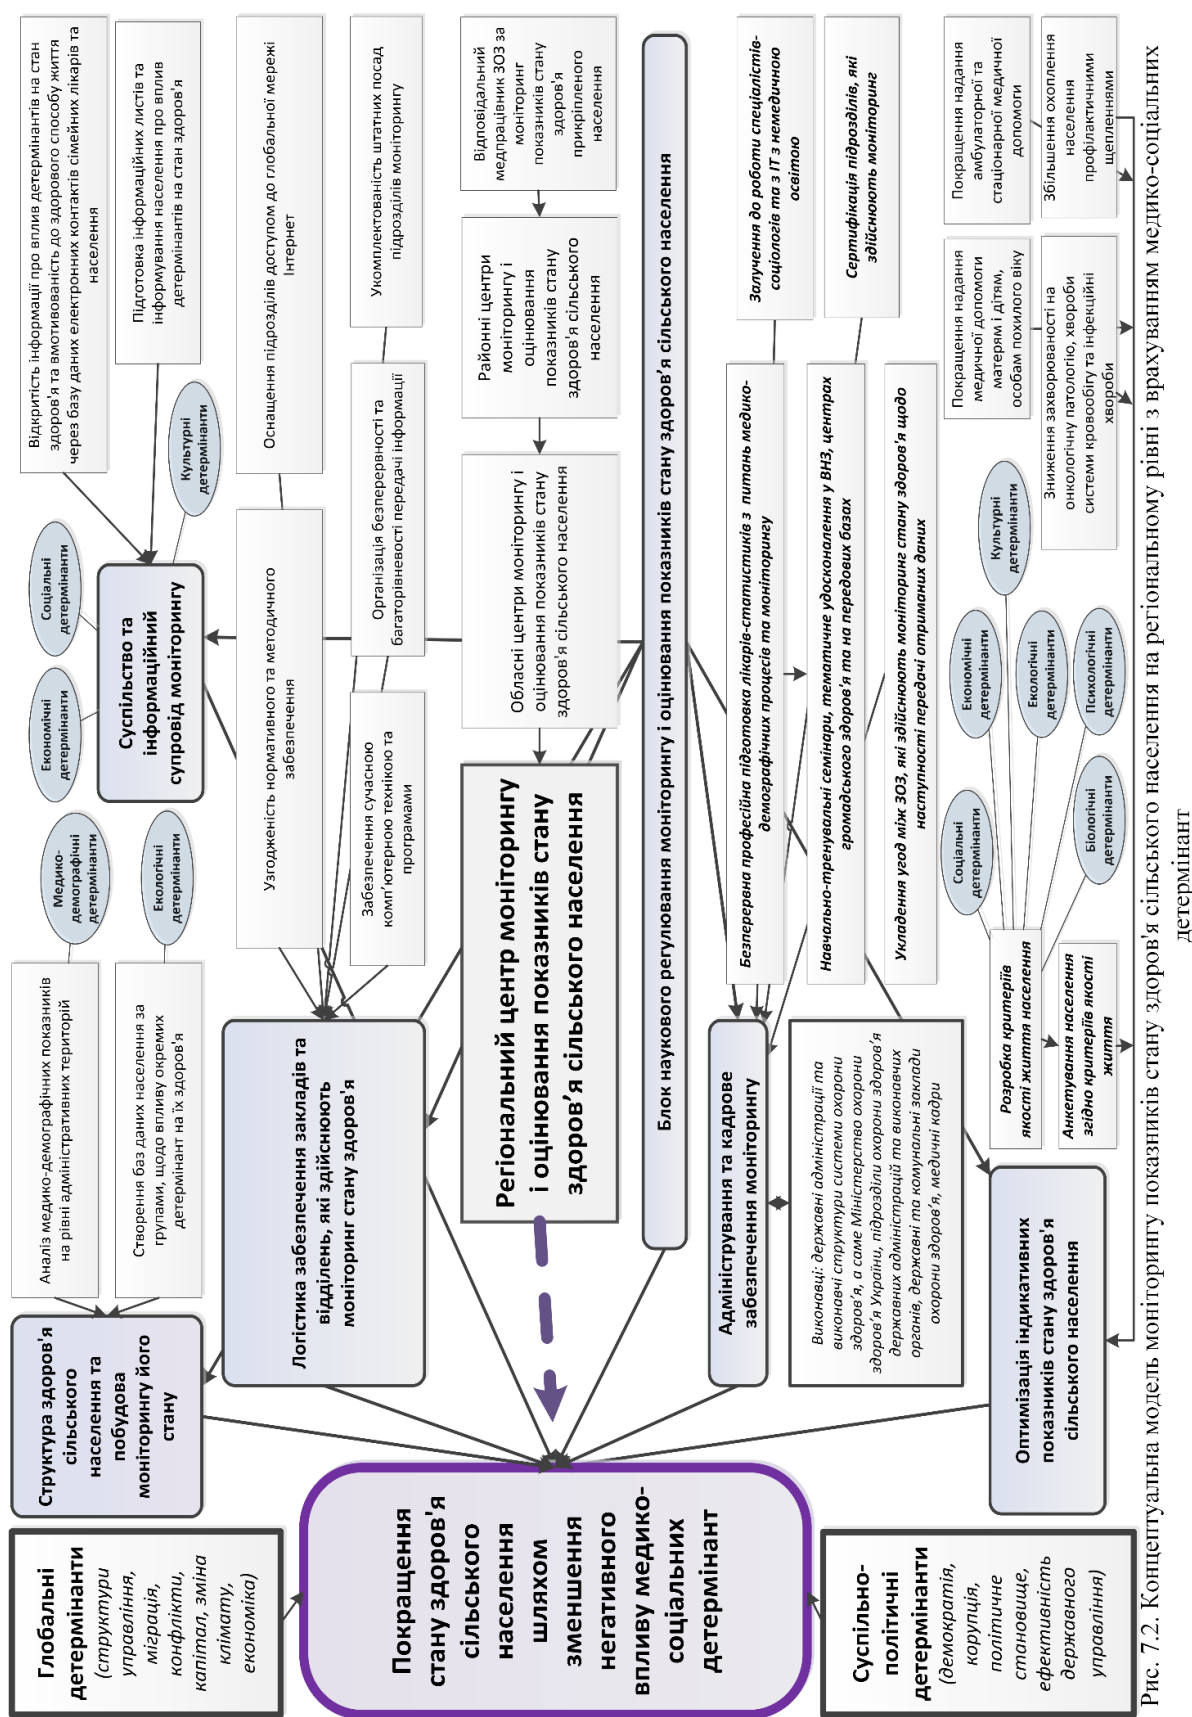 Глобальні
детермінанти
(структури
управління,
міграція,
конфлікти,
капітал, зміна
клімату,
економіка)
Структура здоров'я
сільського
населення та
побудова
моніторингу його
стану
Аналіз медико-демографічних показників
на рівні адміністративних територій
Створення баз даних населення за
групами, щодо впливу окремих
детермінант на їх здоров'я
Медико-
демографічні
детермінанти
Екологічні
детермінанти
Економічні
детермінанти
Соціальні
детермінанти
Суспільство та
інформаційний
супровід моніторингу
Культурні
детермінанти
Відкритість інформації про вплив детермінантів на стан
здоров'я та вмотивованість до здорового способу життя
через базу даних електронних контактів сімейних лікарів та
населення
Підготовка інформаційних листів та
інформування населення про вплив
детермінантів на стан здоров'я
Логістика забезпечення закладів та
відділень, які здійснюють
моніторинг стану здоров'я
Узгодженість нормативного та методичного
забезпечення
Оснащення підрозділів доступом до глобальної мережі
Інтернет
Забезпечення сучасною
комп'ютерною технікою та
програмами
Організація безперервності та
багаторівневості передачі інформації
Укомплектованість штатних посад
підрозділів моніторингу
Покращення
стану здоров'я
сільського
населення
шляхом
зменшення
негативного
впливу медико-
соціальних
детермінант
Регіональний центр моніторингу
і оцінювання показників стану
здоров'я сільського населення
Обласні центри моніторингу і
оцінювання показників стану
здоров'я сільського населення
Районні центри
моніторингу і
оцінювання
показників стану
здоров'я сільського
населення
Відповідальний
медпрацівник ЗОЗ за
моніторинг
показників стану
здоров'я
прикріпленого
населення
Блок наукового регулювання моніторингу і оцінювання показників стану здоров'я сільського населення
Адміністрування та кадрове
забезпечення моніторингу
Безперервна професійна підготовка лікарів-статистиків з питань медико-
демографічних процесів та моніторингу
Залучення до роботи спеціалістів-
соціологів та з ІТ з немединою
освітою
Навчально-тренувальні семінари, тематичне удосконалення у ВНЗ, центрах
громадського здоров'я та на передових базах
Сертифікація підрозділів, які
здійснюють моніторинг
Укладення угод між ЗОЗ, які здійснюють моніторинг стану здоров'я щодо
наступності передачі отриманих даних
Виконавці: державні адміністрації та
виконавчі структури системи охорони
здоров'я, а саме Міністерство охорони
здоров'я України, підрозділи охорони здоров'я
державних адміністрацій та виконавчих
органів, державні та комунальні заклади
охорони здоров'я, медичні кадри
Суспільно-
політичні
детермінанти
(демократія,
корупція,
політичне
становище,
ефективність
державного
управління)
Оптимізація індикативних
показників стану здоров'я
сільського населення
Розробка критеріїв
якості життя населення
Анкетування населення
згідно критеріїв якості
життя
Соціальні
детермінанти
Економічні
детермінанти
Культурні
детермінанти
Екологічні
детермінанти
Психологічні
детермінанти
Біологічні
детермінанти
Покращення надання
медичної допомоги
матерям і дітям,
особам похилого віку
Покращення надання
амбулаторної та
стаціонарної медичної
допомоги
Зниження захворюваності на
онкологічну патологію, хвороби
системи кровообігу та інфекційні
хвороби
Збільшення охоплення
населення
профілактичними
щепленнями
Рис. 7.2. Концептуальна модель моніторингу показників стану здоров'я сільського населення на регіональному рівні з врахуванням медико-соціальних
детермінант